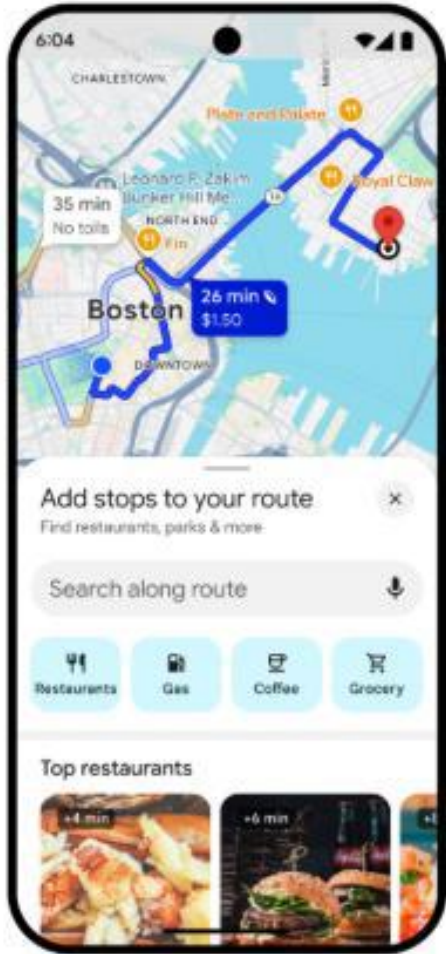 6:04
CHARLESTOWN
Plate and Palate
Leonard P. Zakim
Bunker Hill Me...
Royal Claw
35 min
No tolls
NORTH END
Fin
26 min
$1.50
Boston
DOWNTOWN
Add stops to your route
Find restaurants, parks & more
Search along route
Restaurants
Gas
Coffee
Grocery
Top restaurants
+4 min
+6 min